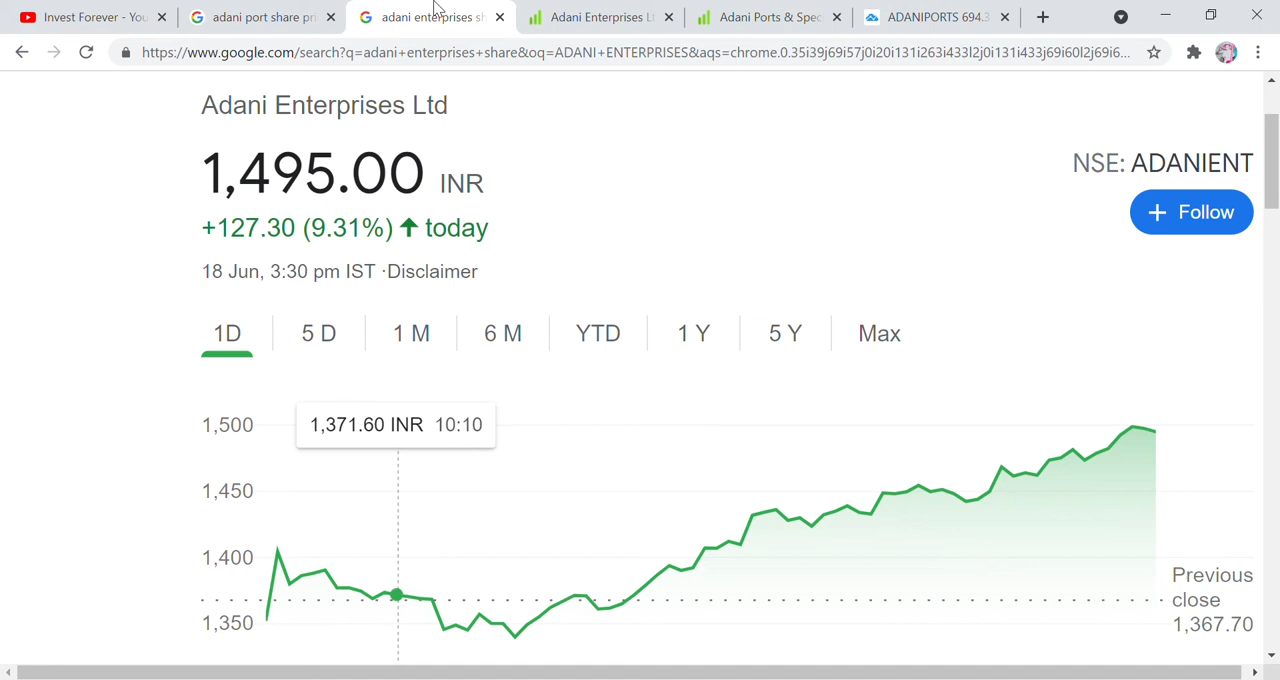 Invest Forever - You
adani port share pri
adani enterprises sh
Adani Enterprises Lt
Adani Ports & Spec
ADANIPORTS 694.3
https://www.google.com/search?q=adani+enterprises+share&oq=ADANI+ENTERPRISES&aqs=chrome.0.35i39j69i57j0i20i131i263i433l2j0i131i433j69i60l2j69i6...
Adani Enterprises Ltd
1,495.00 INR
NSE: ADANIENT
+ Follow
+127.30 (9.31%) ↑ today
18 Jun, 3:30 pm IST ·Disclaimer
1D
5 D
1 M
6 M
YTD
1 Y
5 Y
Max
1,371.60 INR 10:10
1,500
1,450
1,400
1,350
Previous
close
1,367.70